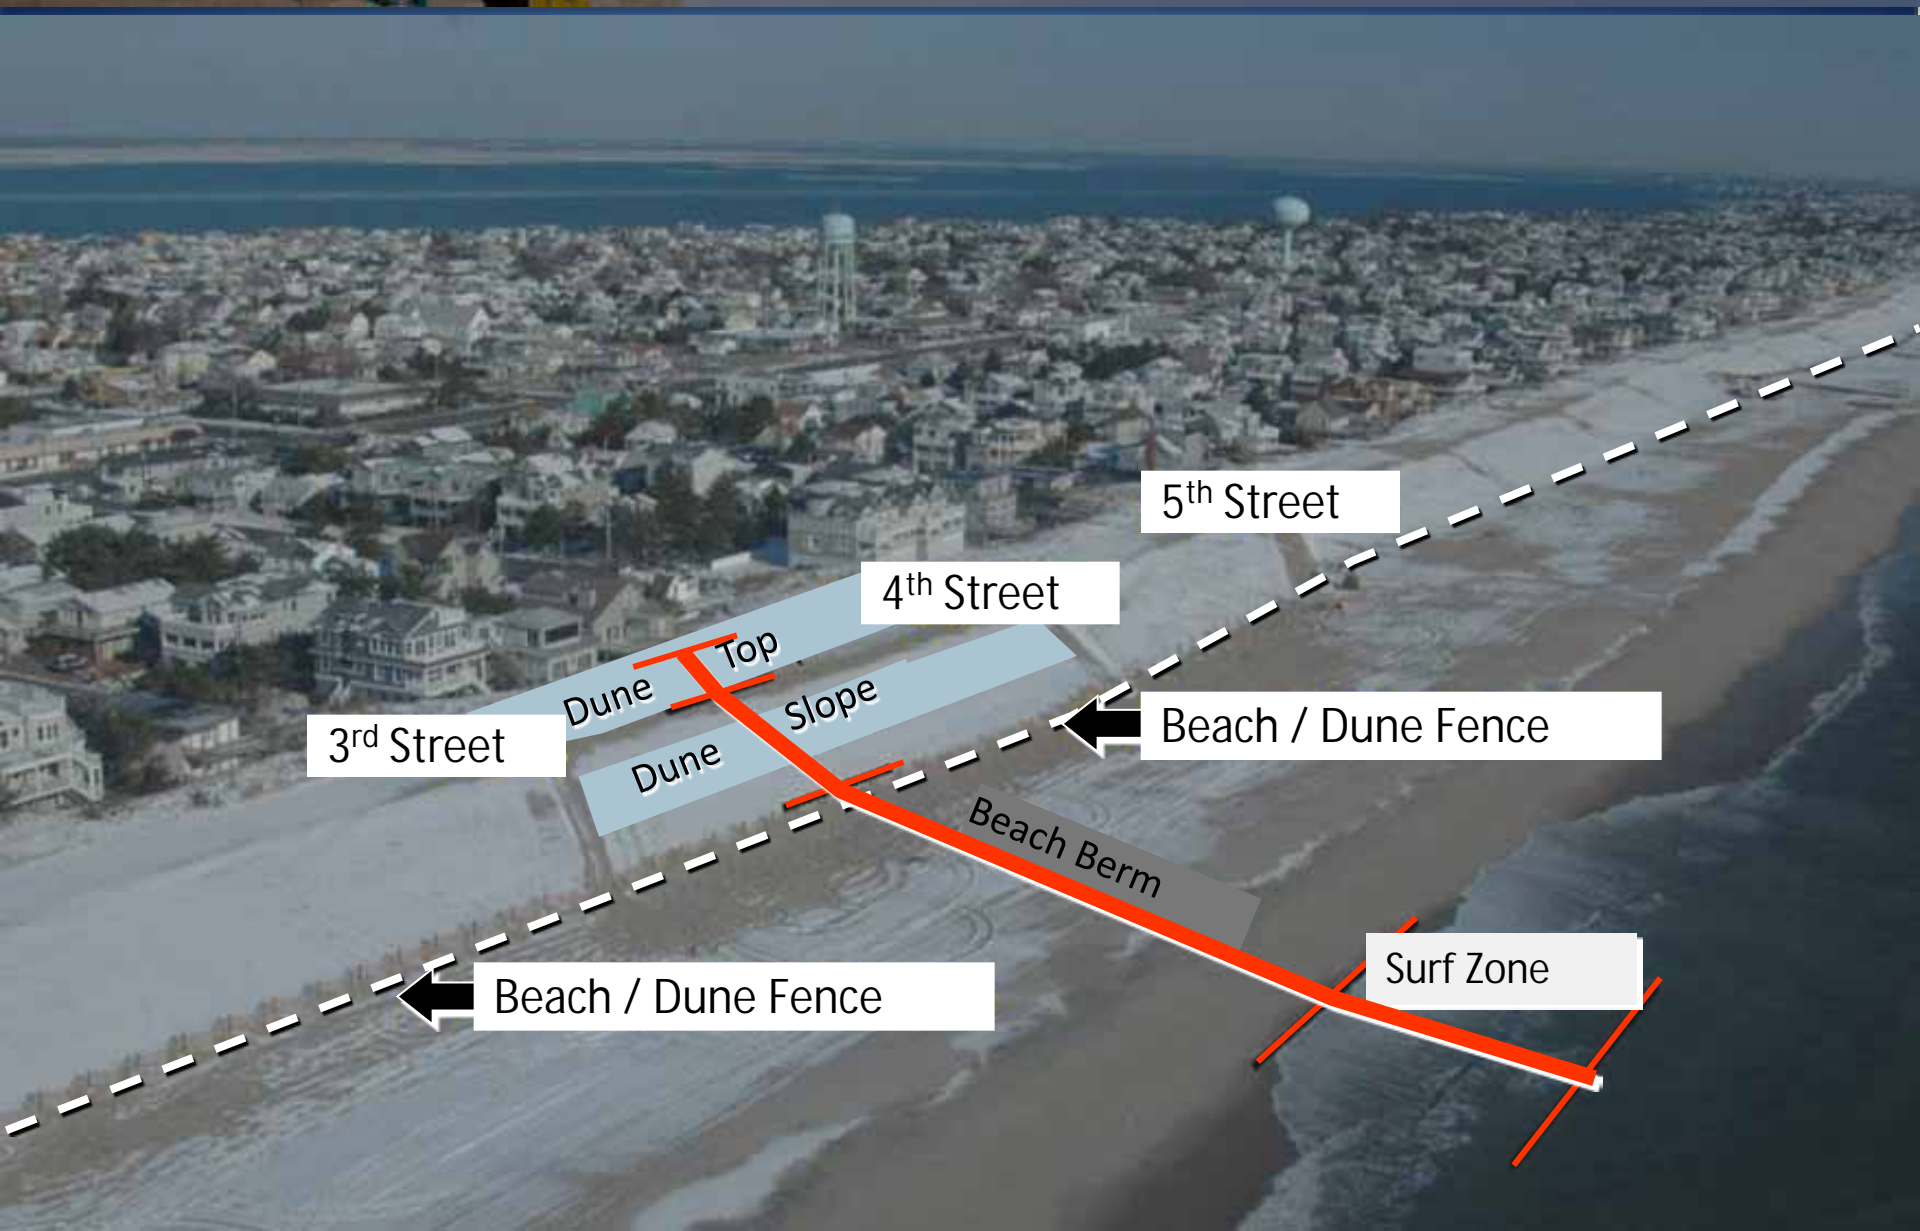 5th Street
4th Street
Dune Top
3rd Street
Dune Slope
Beach / Dune Fence
Beach Berm
Surf Zone
Beach / Dune Fence